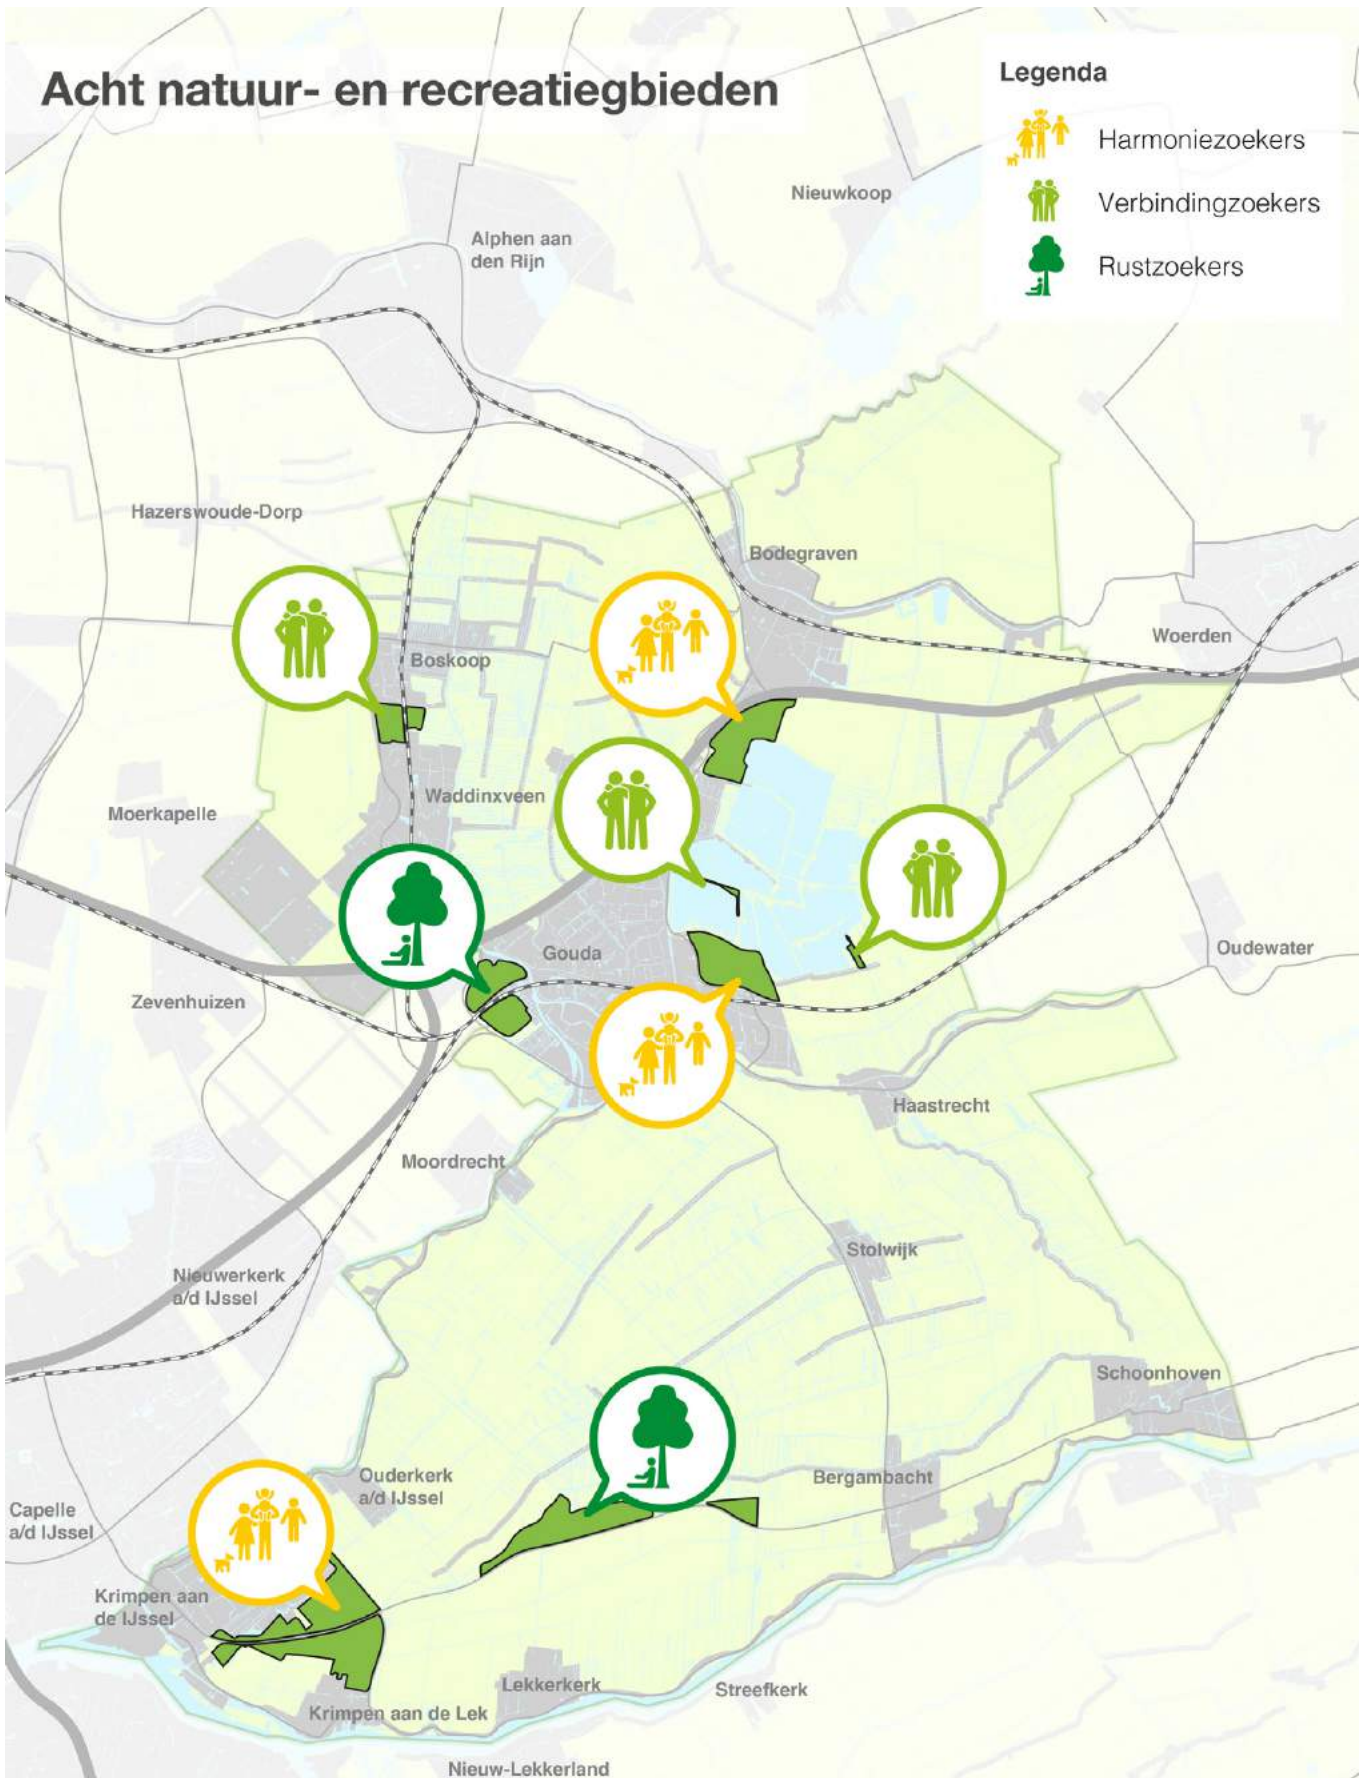 Acht natuur- en recreatiegbieden
Legenda
Harmoniezoekers
Verbindingzoekers
Rustzoekers
Nieuwkoop
Alphen aan
den Rijn
Hazerswoude-Dorp
Bodegraven
Woerden
Boskoop
Waddinxveen
Moerkapelle
Gouda
Oudewater
Zevenhuizen
Haastrecht
Moordrecht
Stolwijk
Nieuwerkerk
a/d IJssel
Schoonhoven
Ouderkerk
a/d IJssel
Bergambacht
Capelle
a/d IJssel
Krimpen aan
de IJssel
Lekkerkerk
Streefkerk
Krimpen aan de Lek
Nieuw-Lekkerland